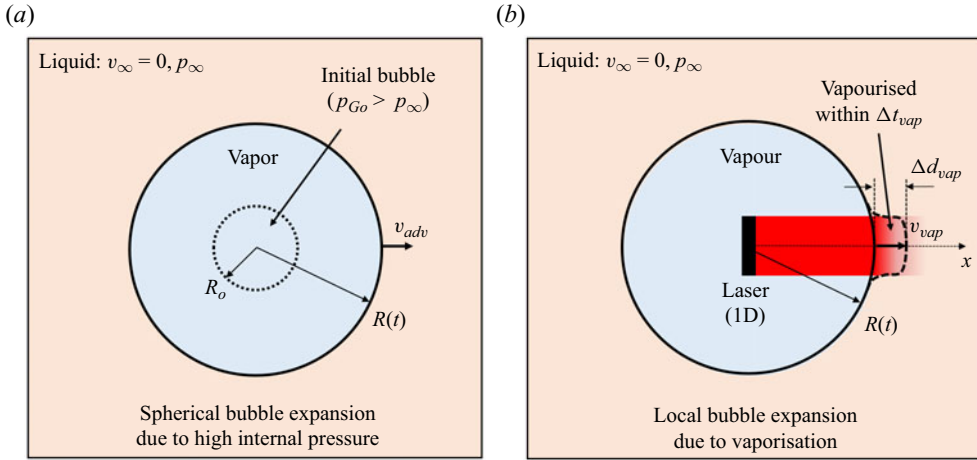 (a)
Liquid: v∞ = 0, p∞
Initial bubble
(pGo > p∞)
Vapor
vadv
Ro
R(t)
Spherical bubble expansion
due to high internal pressure
(b)
Liquid: v∞ = 0, p∞
Vapourised
within Δtvap
Vapour
Δdvap
vvap
x
Laser
(1D)
R(t)
Local bubble expansion
due to vaporisation